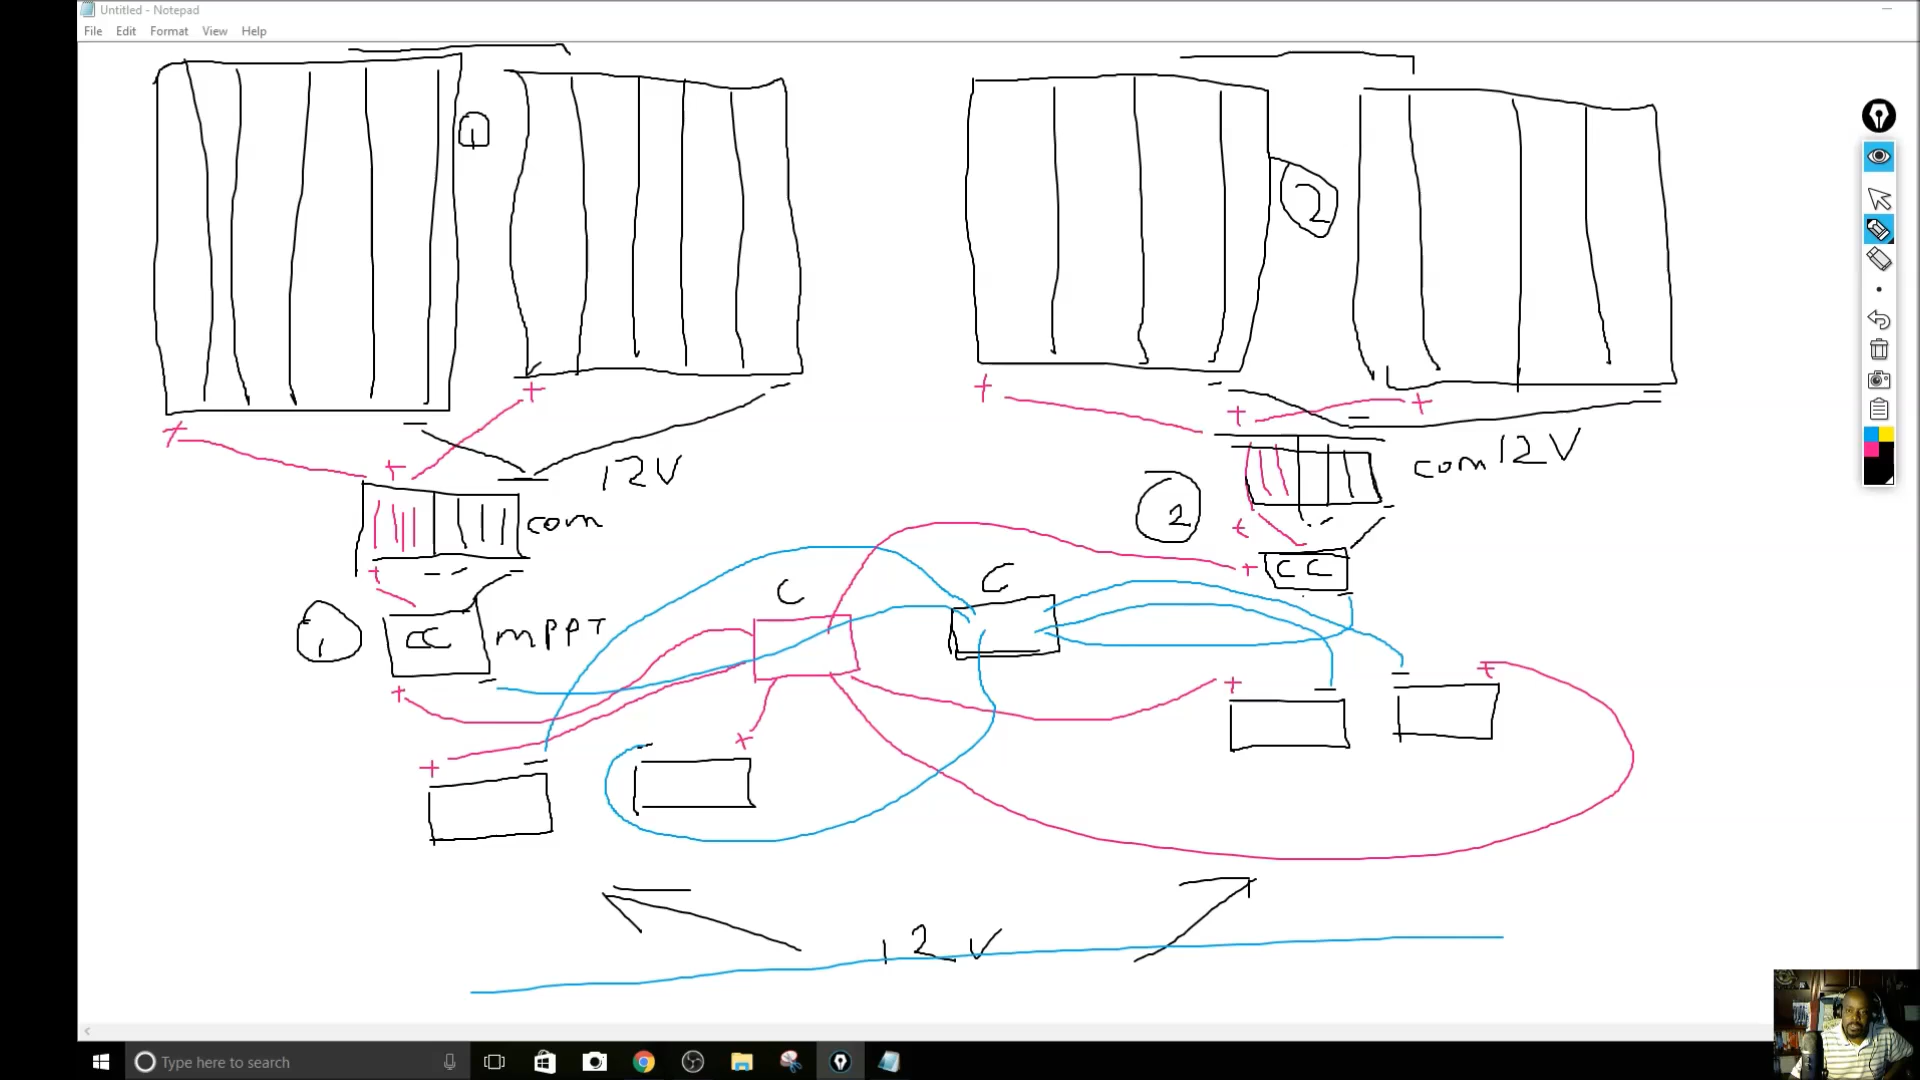 Untitled - Notepad
File Edit Format View Help
1
2
+
-
+
-
+
-
+
-
+
-
12V
com
+
-
com 12V
+
-
1
CC
mPPT
+
-
2
+
-
CC
+
-
C
C
+
-
+
-
+
-
+
-
12V
Type here to search